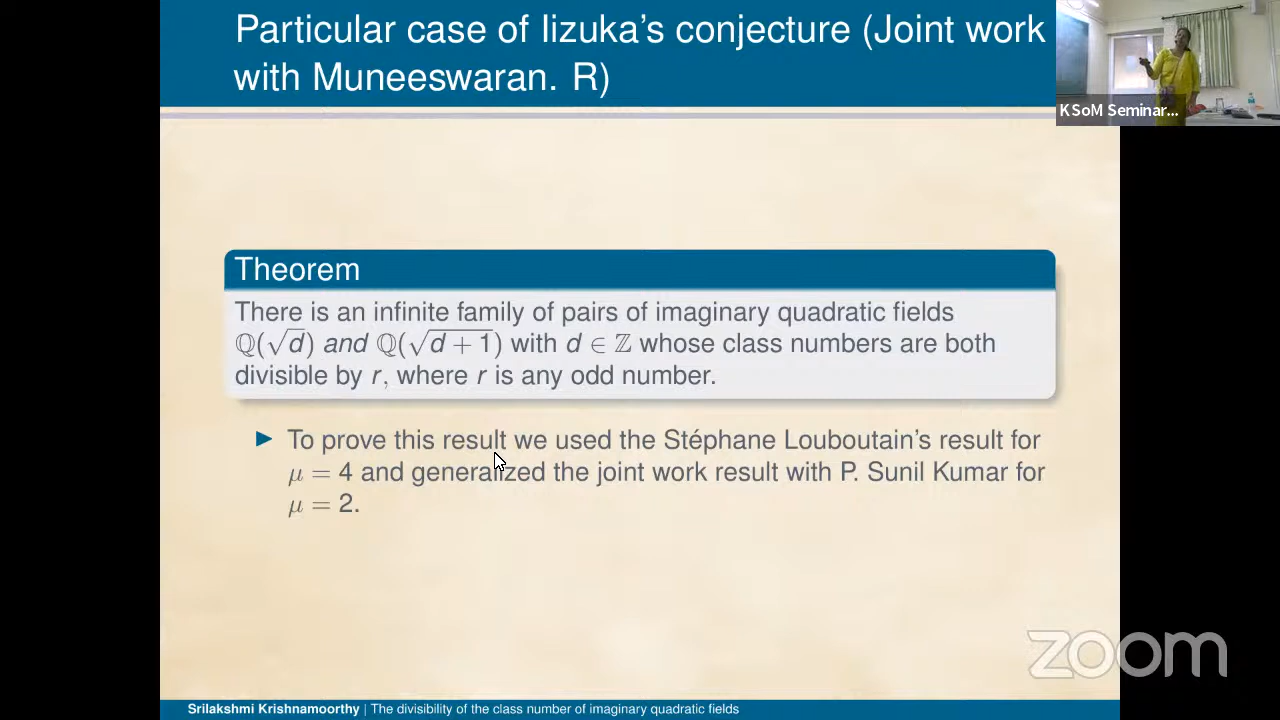 Particular case of Iizuka's conjecture (Joint work
with Muneeswaran. R)
KSoM Seminar...
Theorem
There is an infinite family of pairs of imaginary quadratic fields
ℚ(√d) and ℚ(√d + 1) with d ∈ ℤ whose class numbers are both
divisible by r, where r is any odd number.
► To prove this result we used the Stéphane Louboutain's result for
μ = 4 and generalized the joint work result with P. Sunil Kumar for
μ = 2.
zoom
Srilakshmi Krishnamoorthy | The divisibility of the class number of imaginary quadratic fields